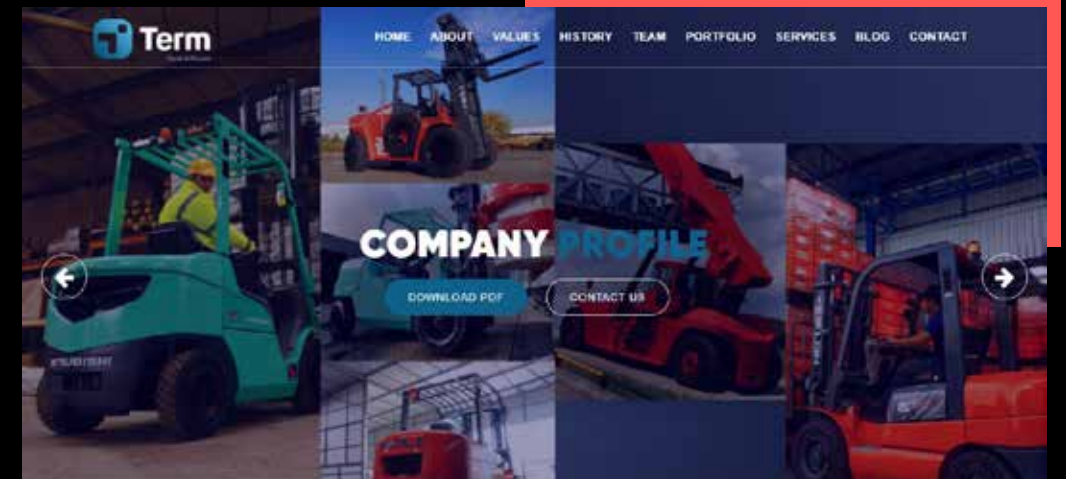 Term
HOME ABOUT VALUES HISTORY TEAM PORTFOLIO SERVICES BLOG CONTACT
COMPANY PROFILE
DOWNLOAD PDF CONTACT US